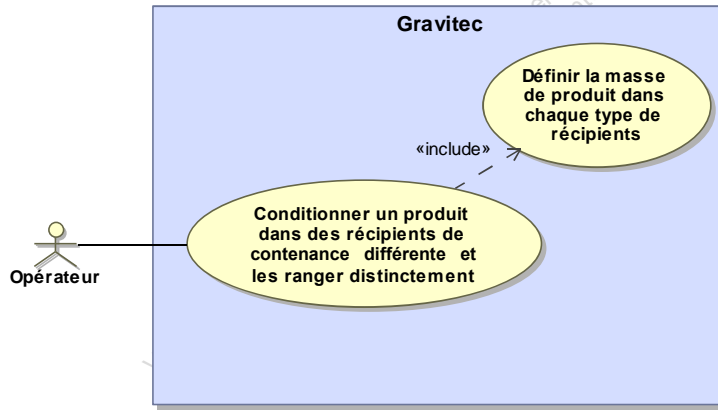 Gravitec
Définir la masse
de produit dans
chaque type de
récipients
«include»
Conditionner un produit
dans des récipients de
contenance différente et
les ranger distinctement
Opérateur